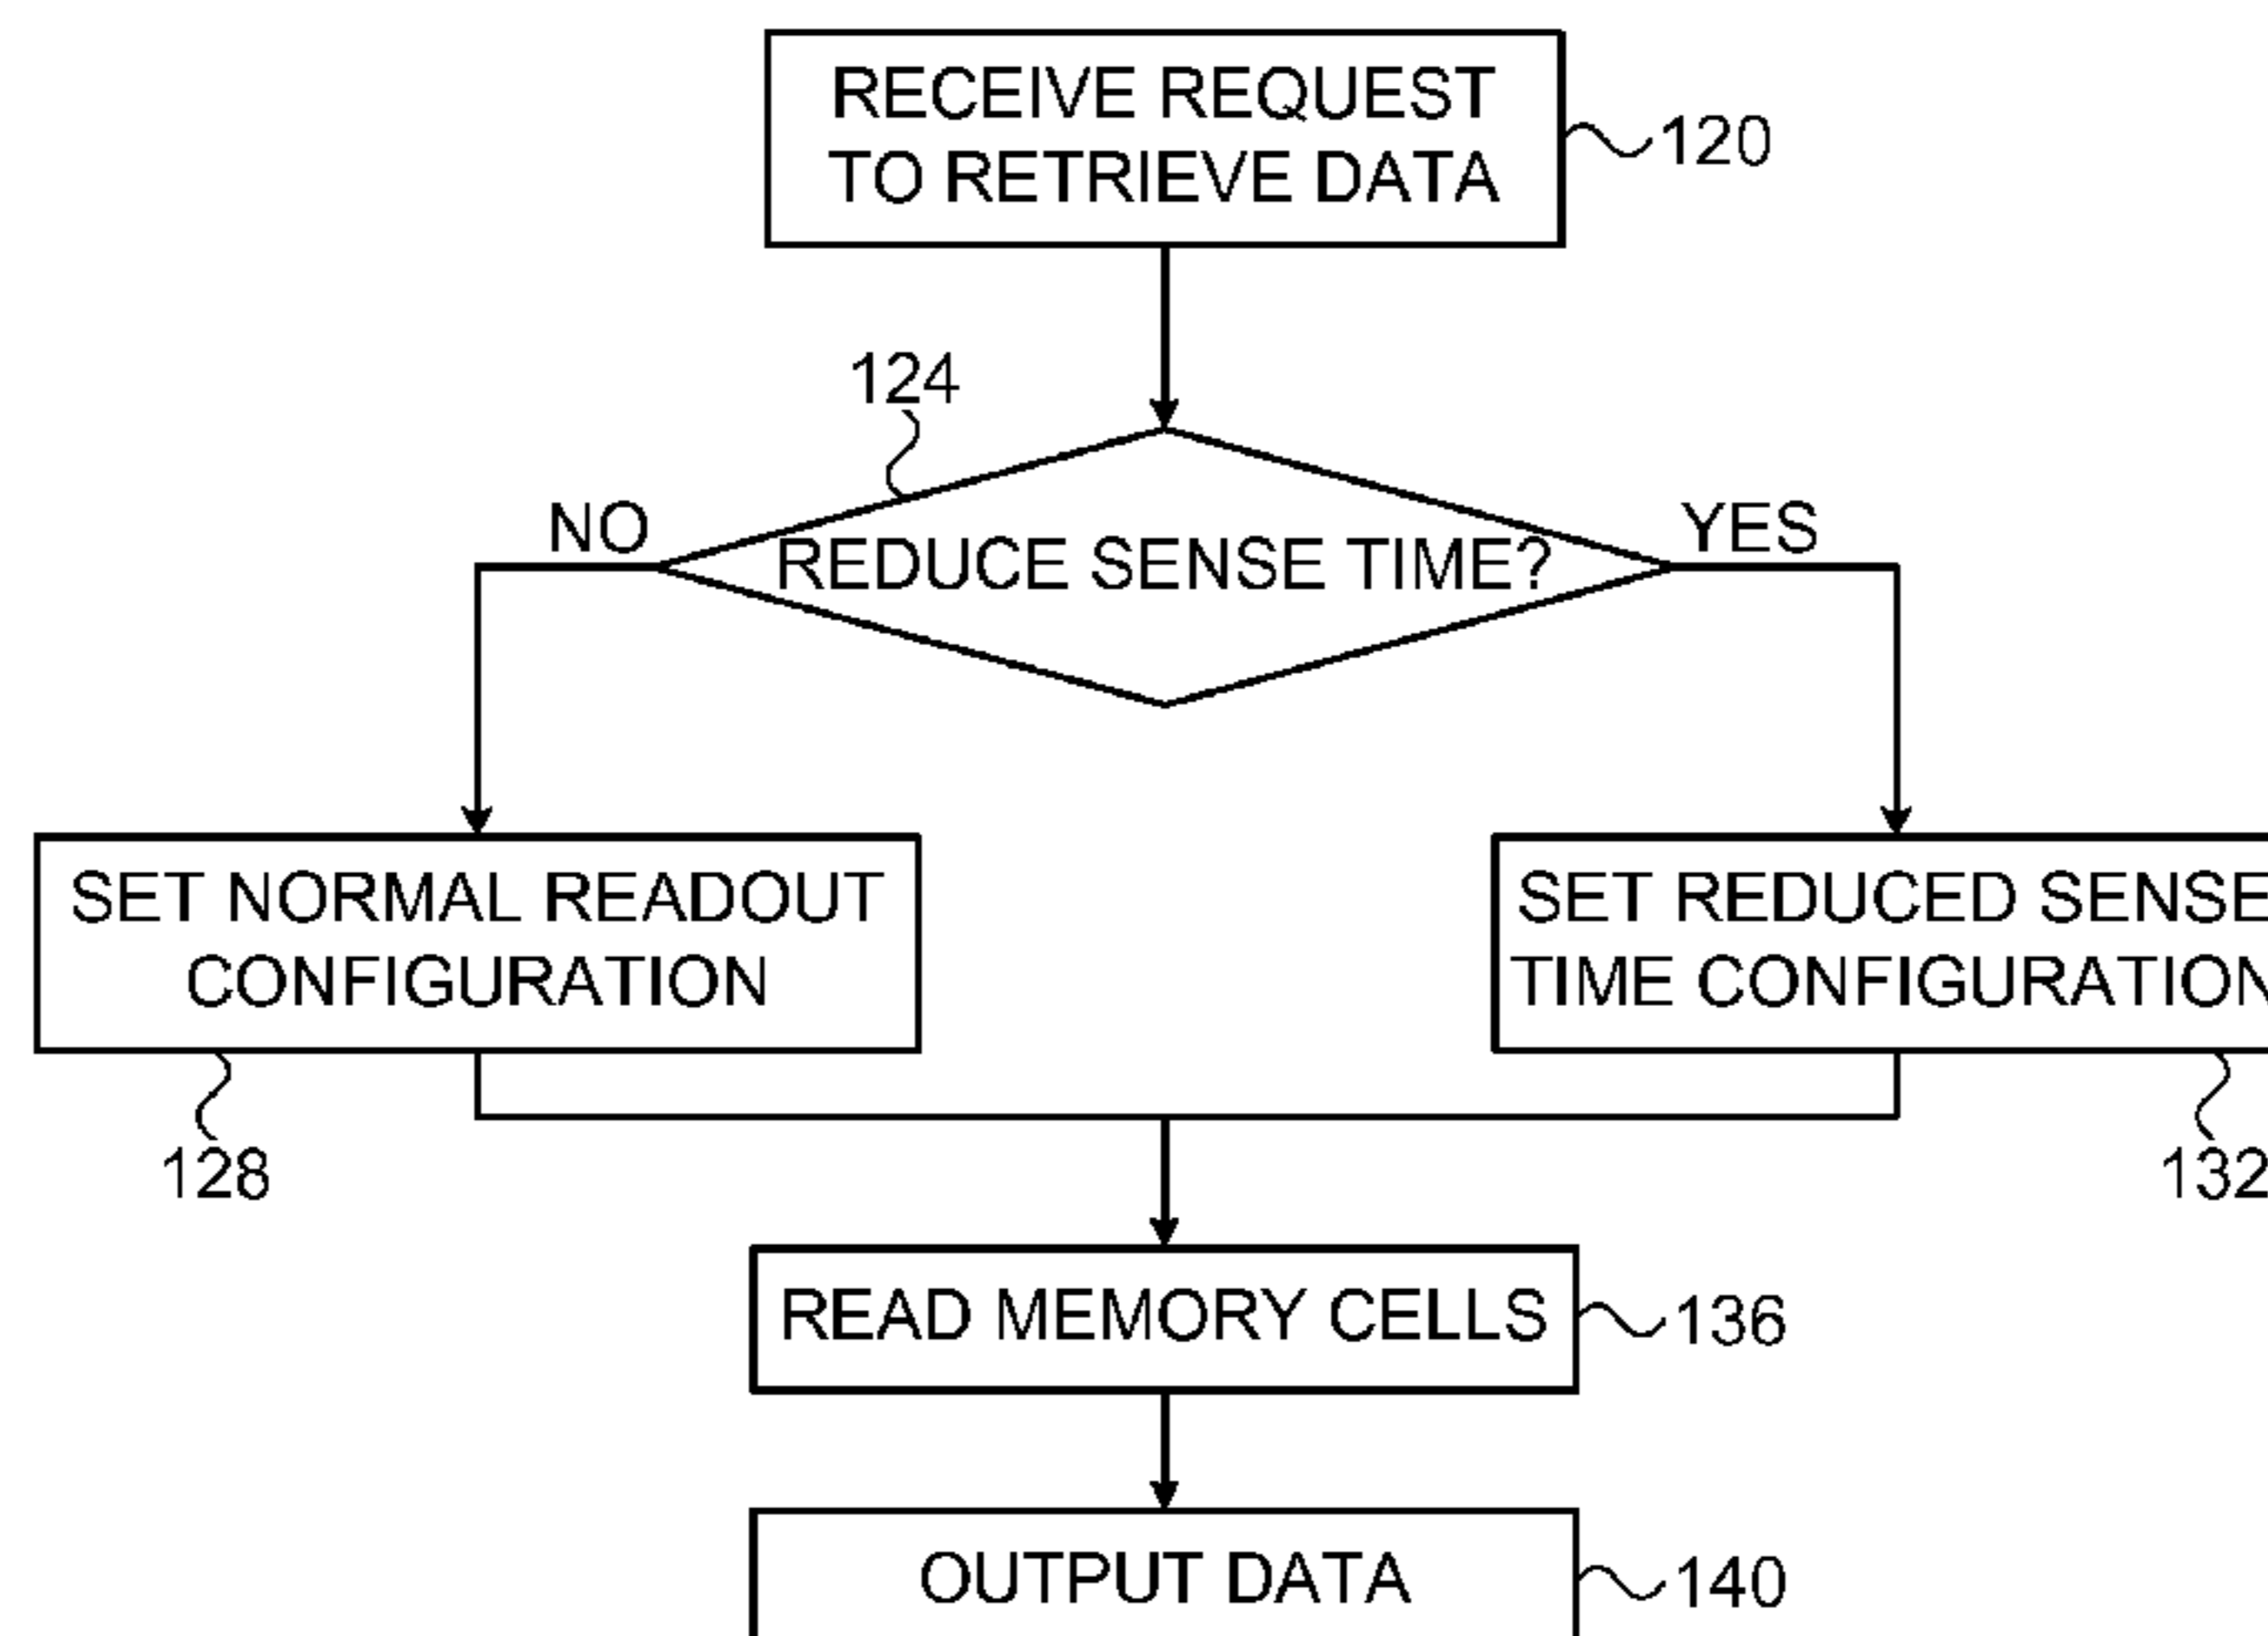 RECEIVE REQUEST
TO RETRIEVE DATA
120
124
NO
REDUCE SENSE TIME?
YES
SET NORMAL READOUT
CONFIGURATION
SET REDUCED SENSE
TIME CONFIGURATION
128
132
READ MEMORY CELLS
136
OUTPUT DATA
140